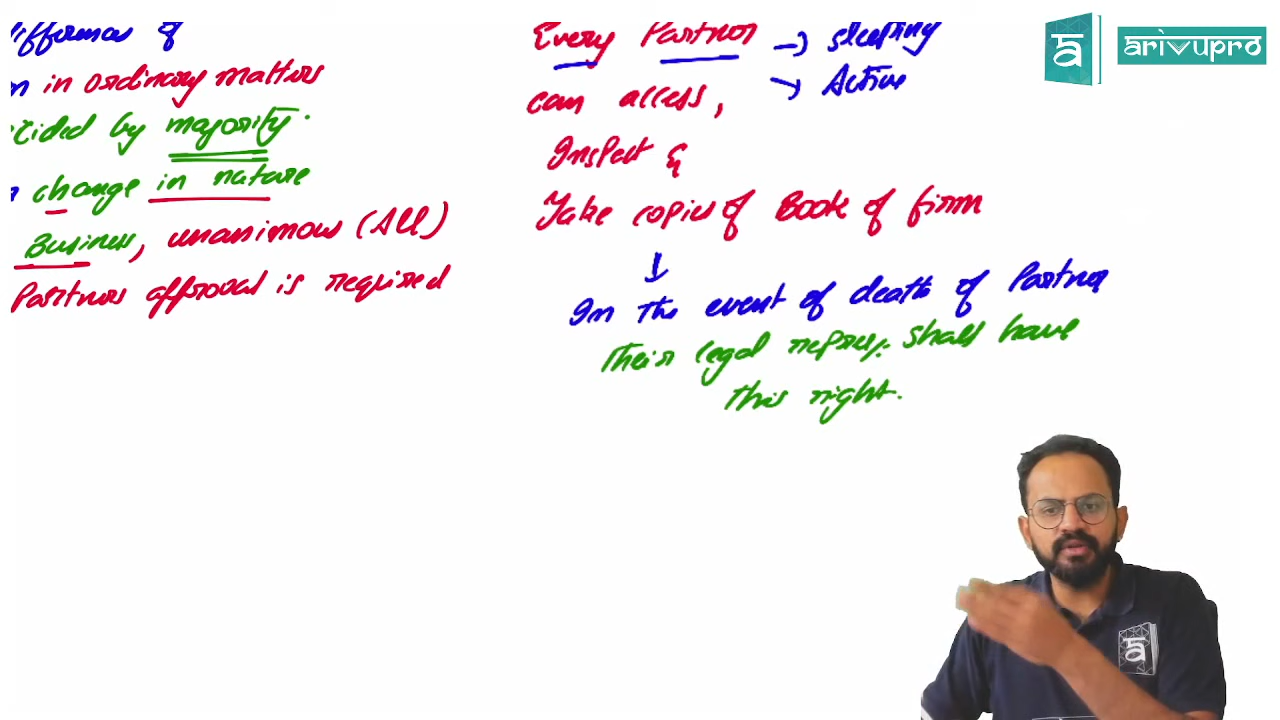 differences of
in ordinary matters
cided by majority.
change in nature
Business, unanimous (All)
Partners approval is required
Every Partner → sleeping
→ Active
can access,
Inspect &
Take copies of Book of firm
↓
In the event of death of Partner
Their legal repres. shall have
this right.
a arivupro